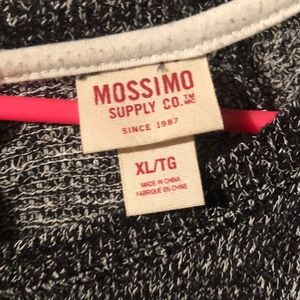 MOSSIMO
SUPPLY CO.™ MC
SINCE 1987
XL/TG
MADE IN CHINA
FABRIQUÉ EN CHINE